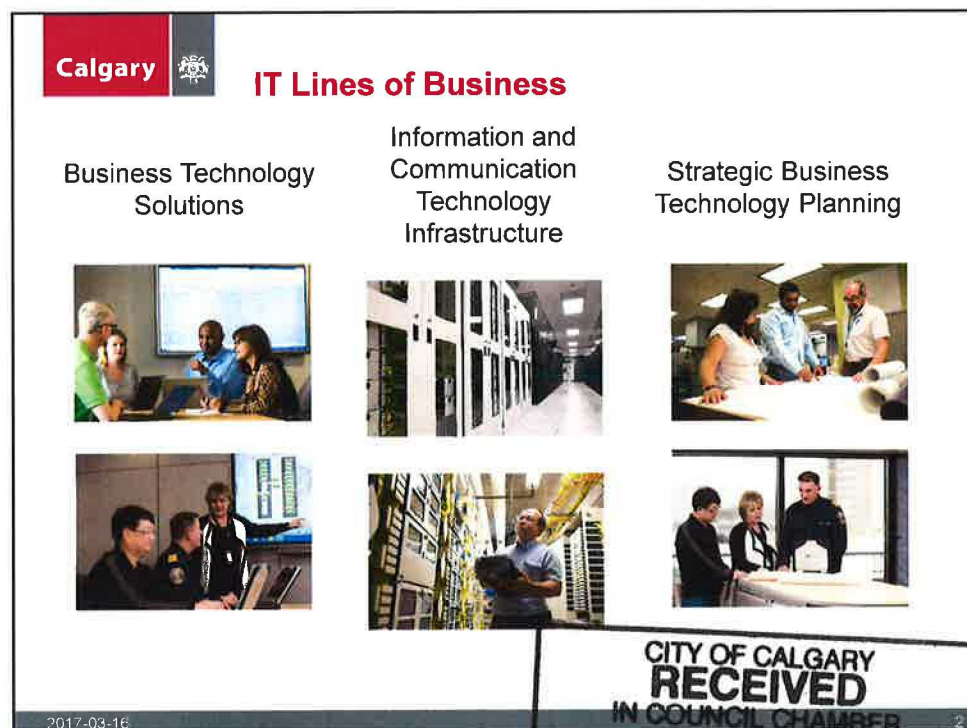 Calgary
IT Lines of Business
Business Technology
Solutions
Information and
Communication
Technology
Infrastructure
Strategic Business
Technology Planning
CITY OF CALGARY
RECEIVED
IN COUNCIL CHAMBER
2017-03-16
2